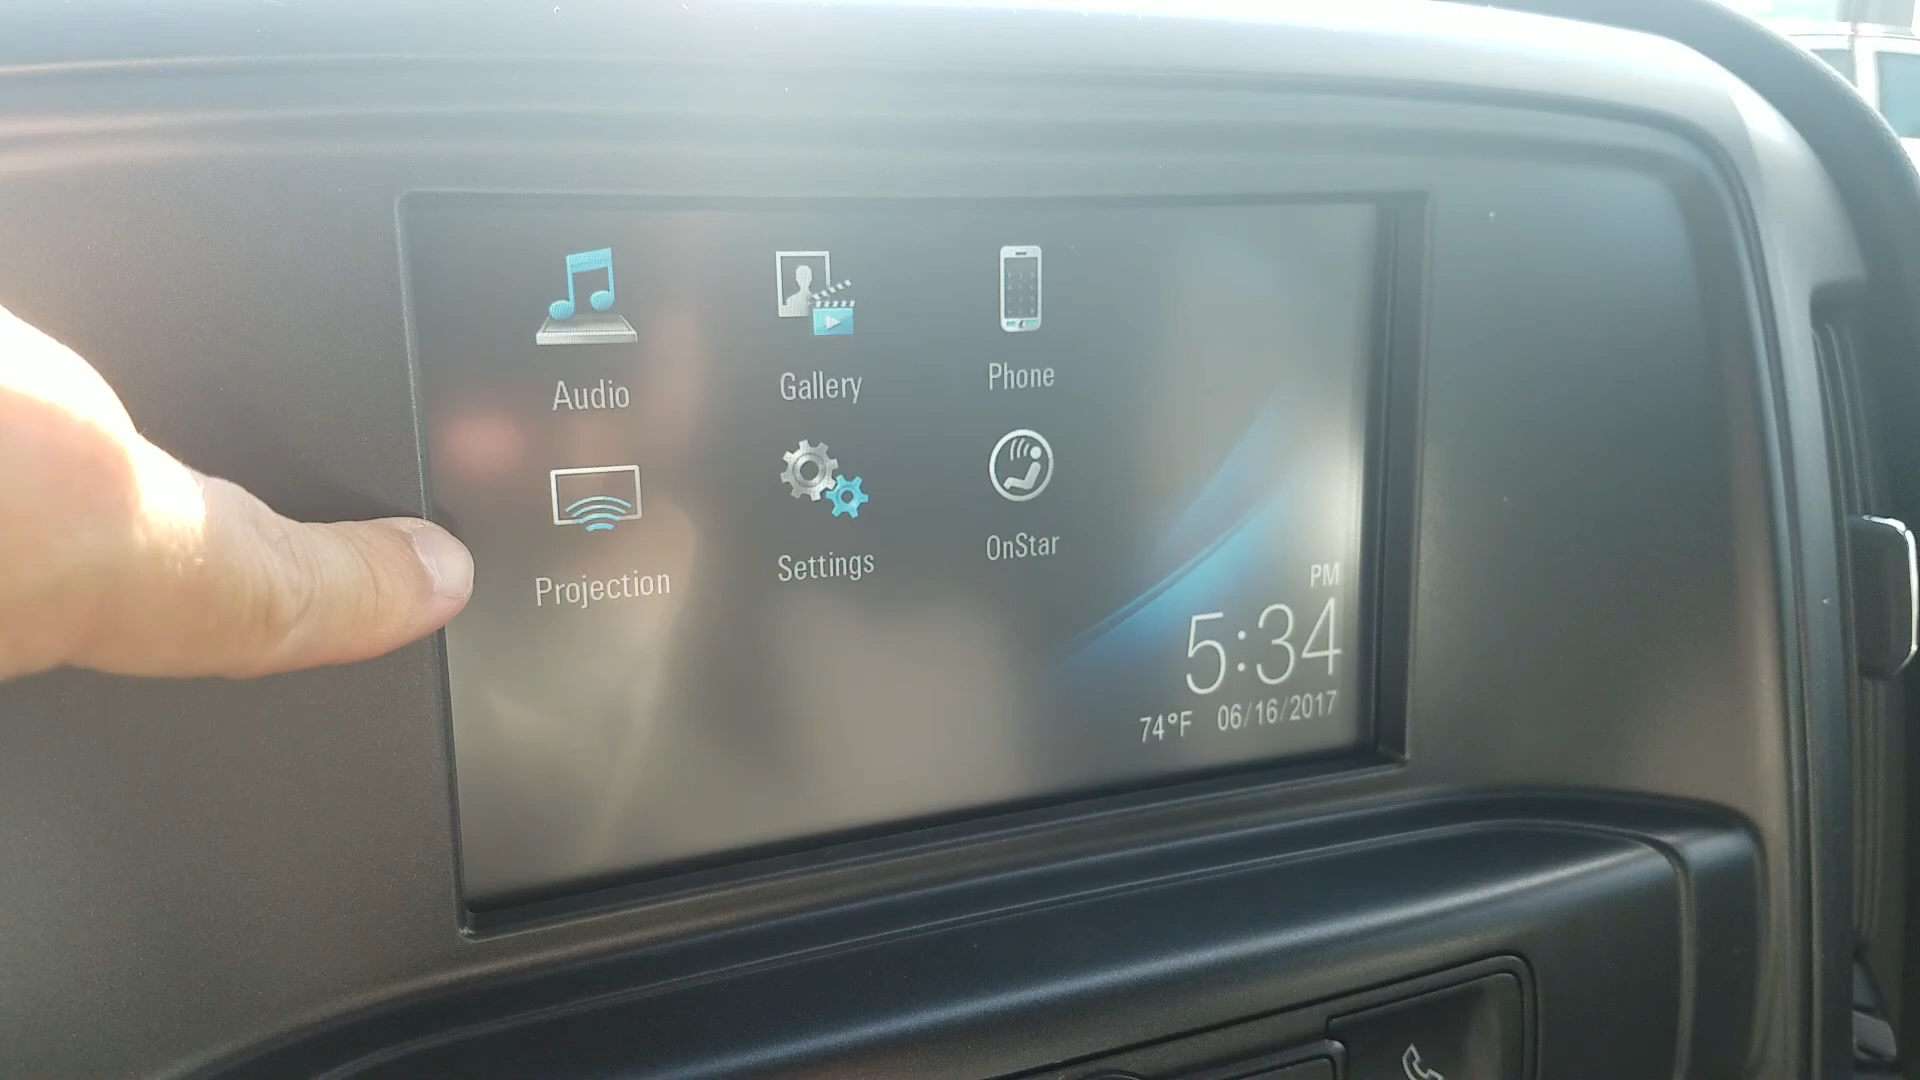 Audio
Gallery
Phone
Projection
Settings
OnStar
PM
5:34
74°F 06/16/2017